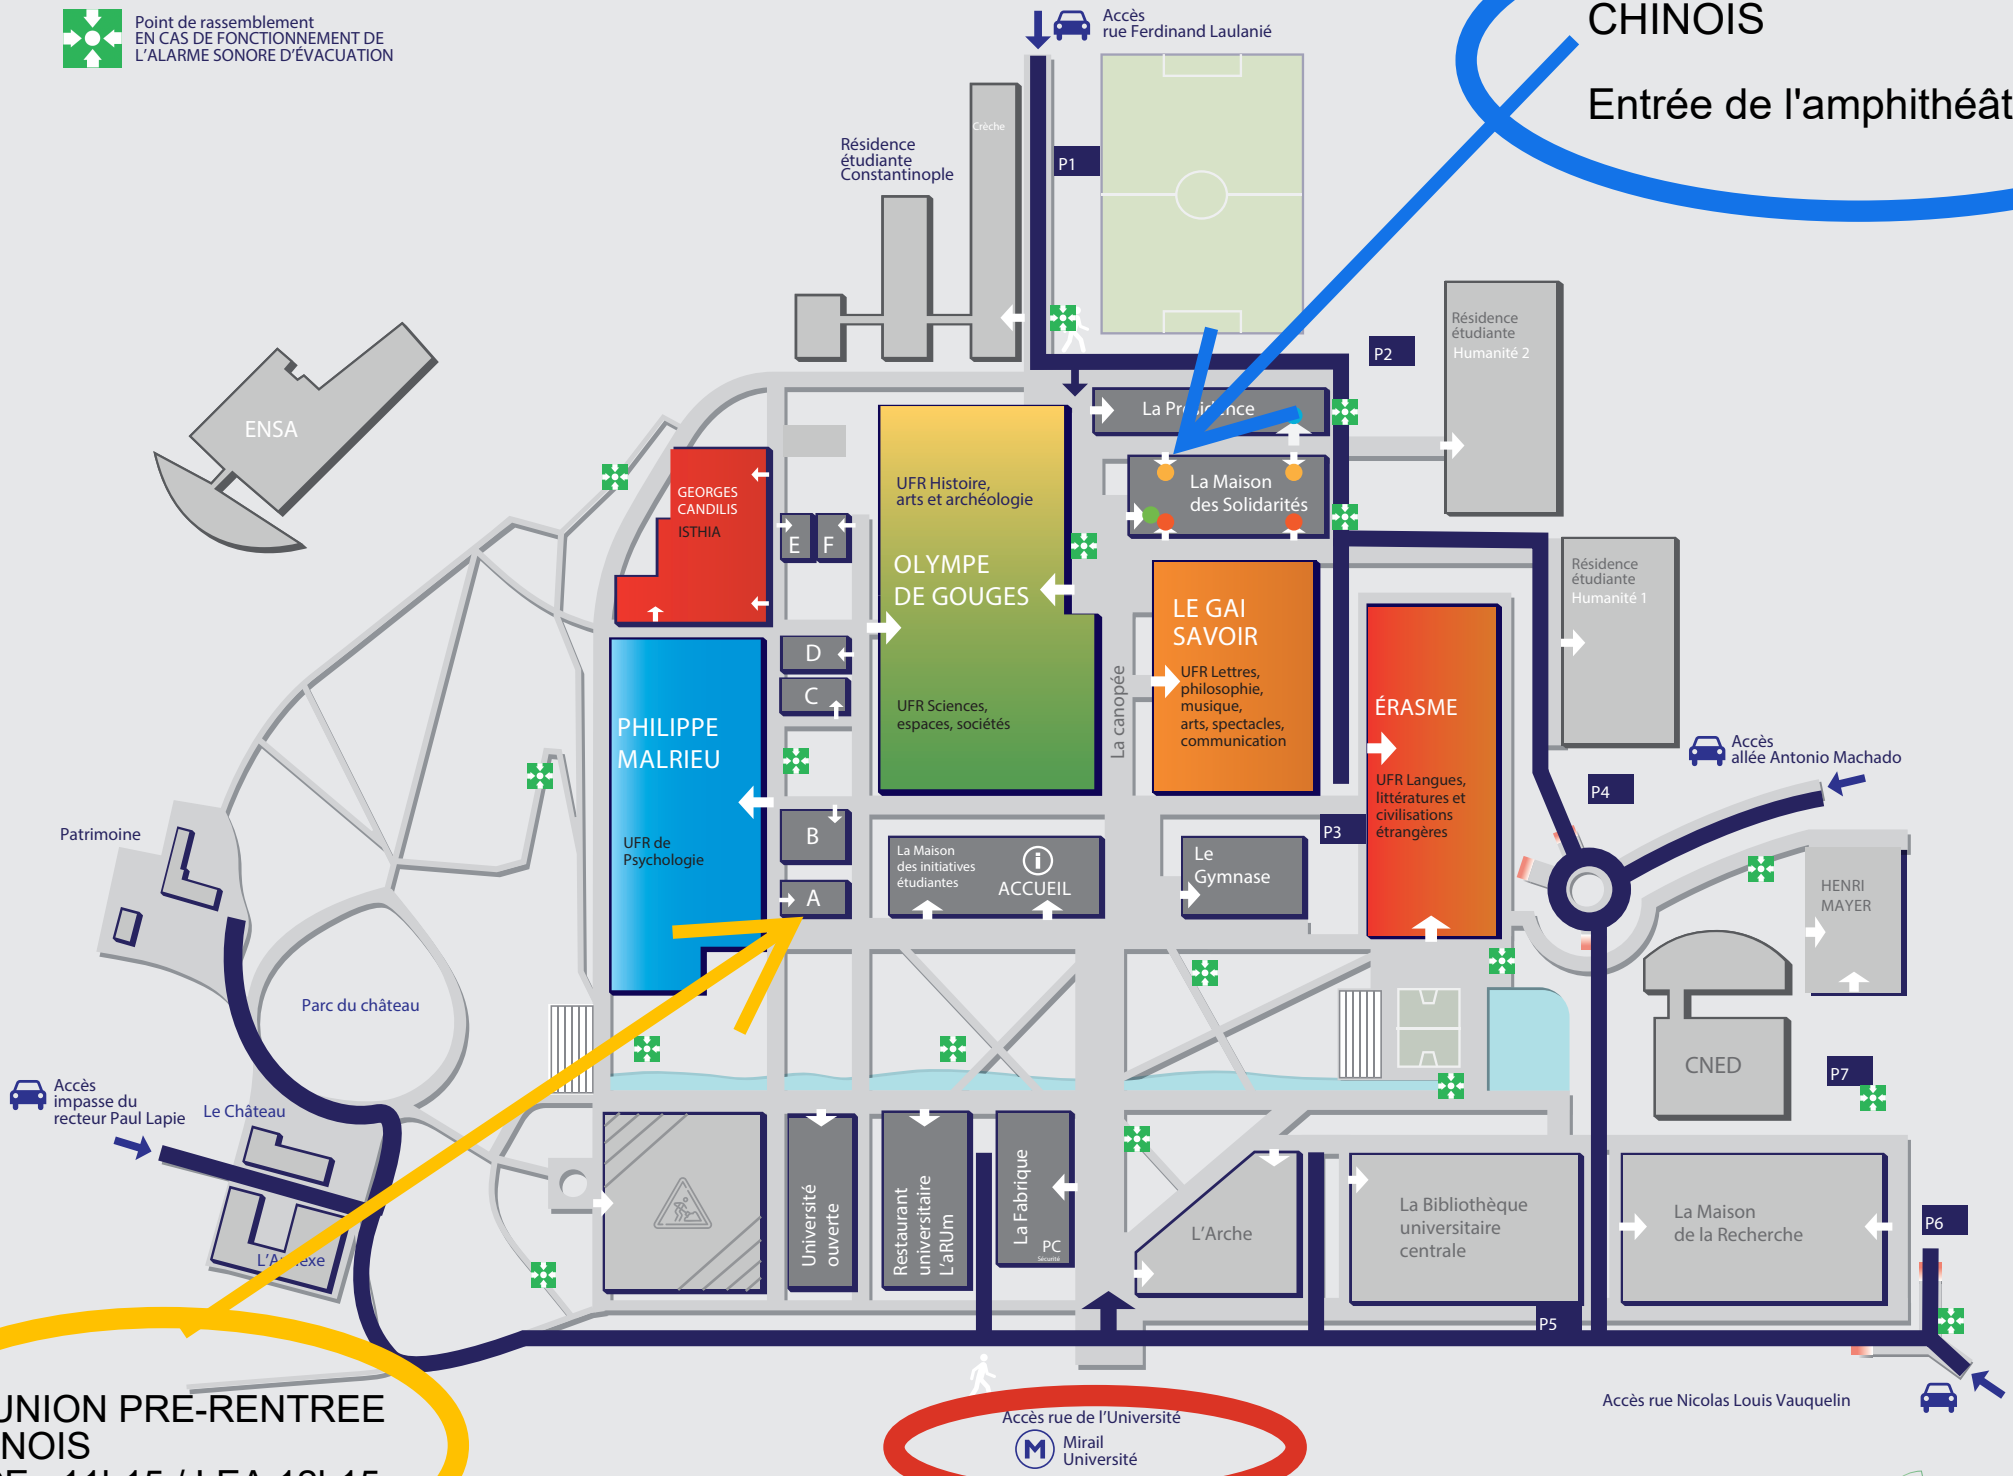 Point de rassemblement
EN CAS DE FONCTIONNEMENT DE
L'ALARME SONORE D'ÉVACUATION
Accès
rue Ferdinand Laulanié
CHINOIS
Entrée de l'amphithéât
Crèche
Résidence
étudiante
Constantinople
P1
Résidence
étudiante
Humanité 2
P2
La Présidence
ENSA
GEORGES
CANDILIS
ISTHIA
E
F
UFR Histoire,
arts et archéologie
OLYMPE
DE GOUGES
UFR Sciences,
espaces, sociétés
La Maison
des Solidarités
Résidence
étudiante
Humanité 1
LE GAI
SAVOIR
UFR Lettres,
philosophie,
musique,
arts, spectacles,
communication
La canopée
ÉRASME
UFR Langues,
littératures et
civilisations
étrangères
D
C
PHILIPPE
MALRIEU
UFR de
Psychologie
B
A
Accès
allée Antonio Machado
P4
P3
Patrimoine
La Maison
des initiatives
étudiantes
i
ACCUEIL
Le
Gymnase
HENRI
MAYER
Parc du château
CNED
P7
Accès
impasse du
recteur Paul Lapie
Le Château
L'Annexe
Université
ouverte
Restaurant
universitaire
L'aRUm
La Fabrique
PC
Sécurité
L'Arche
La Bibliothèque
universitaire
centrale
La Maison
de la Recherche
P6
P5
UNION PRE-RENTREE
NOIS
11h15 / LEA
Accès rue de l'Université
M
Mirail
Université
Accès rue Nicolas Louis Vauquelin